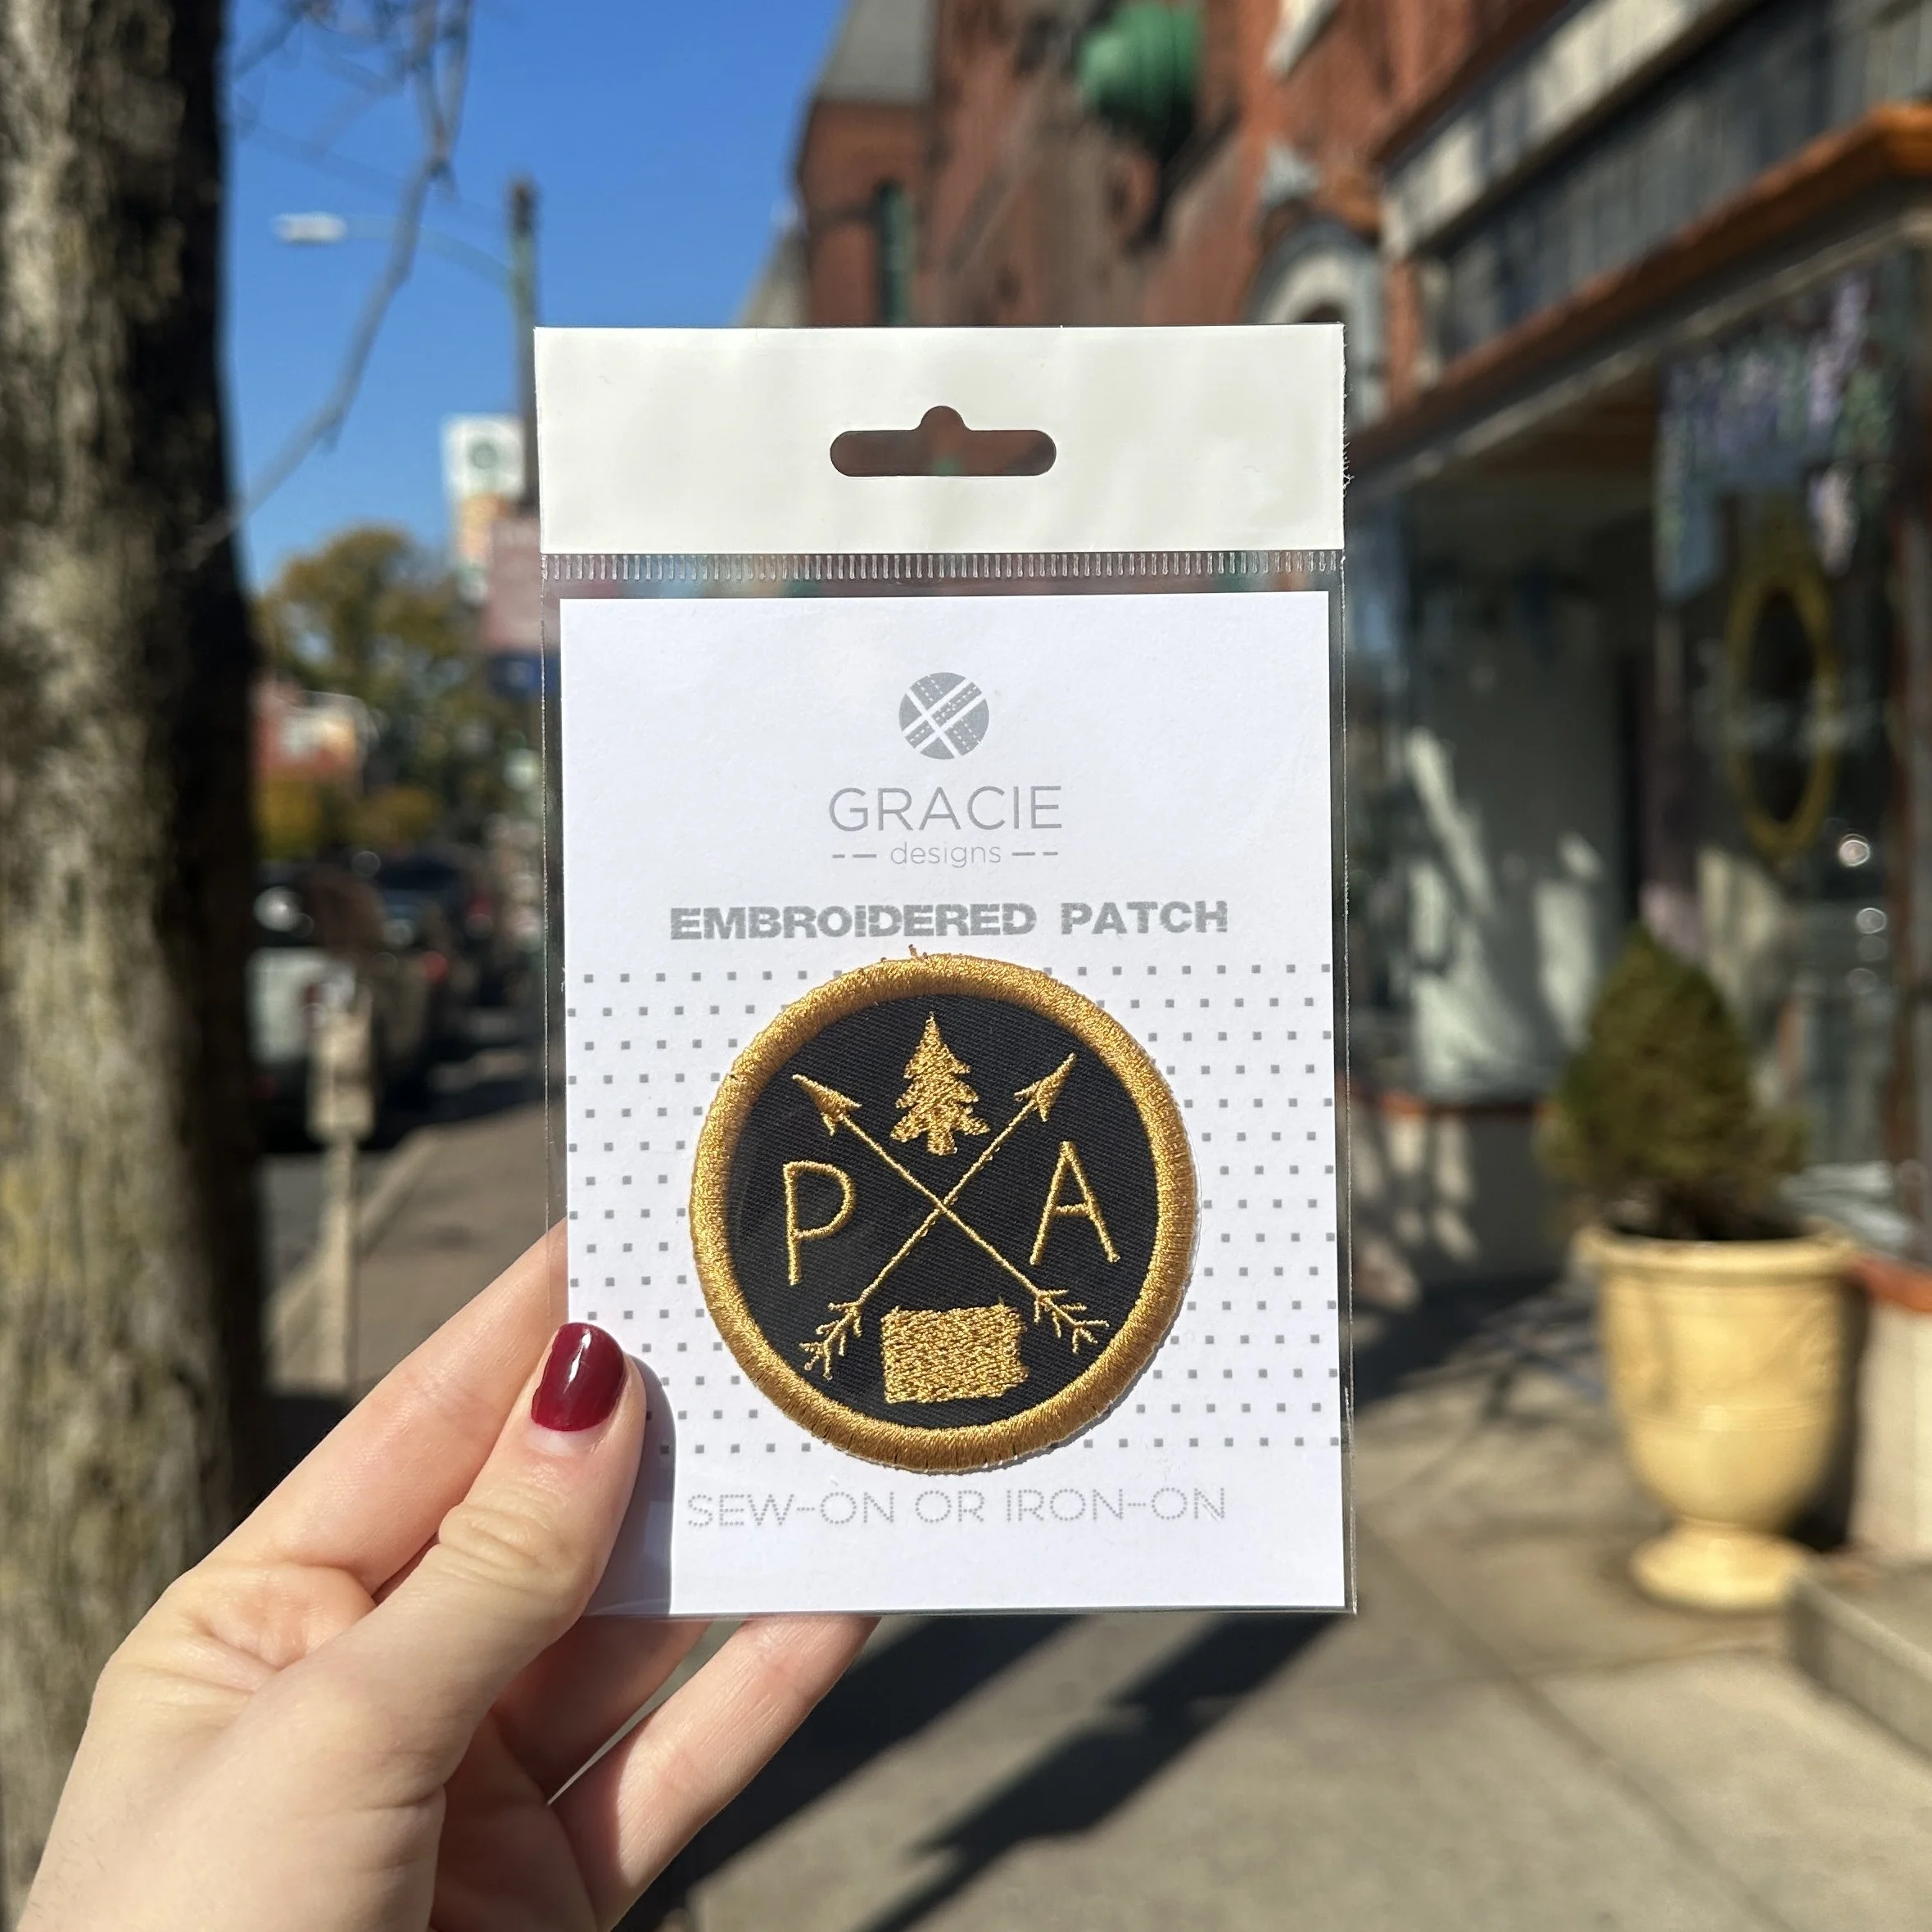 GRACIE
-- designs --
EMBROIDERED PATCH
P A
SEW-ON OR IRON-ON